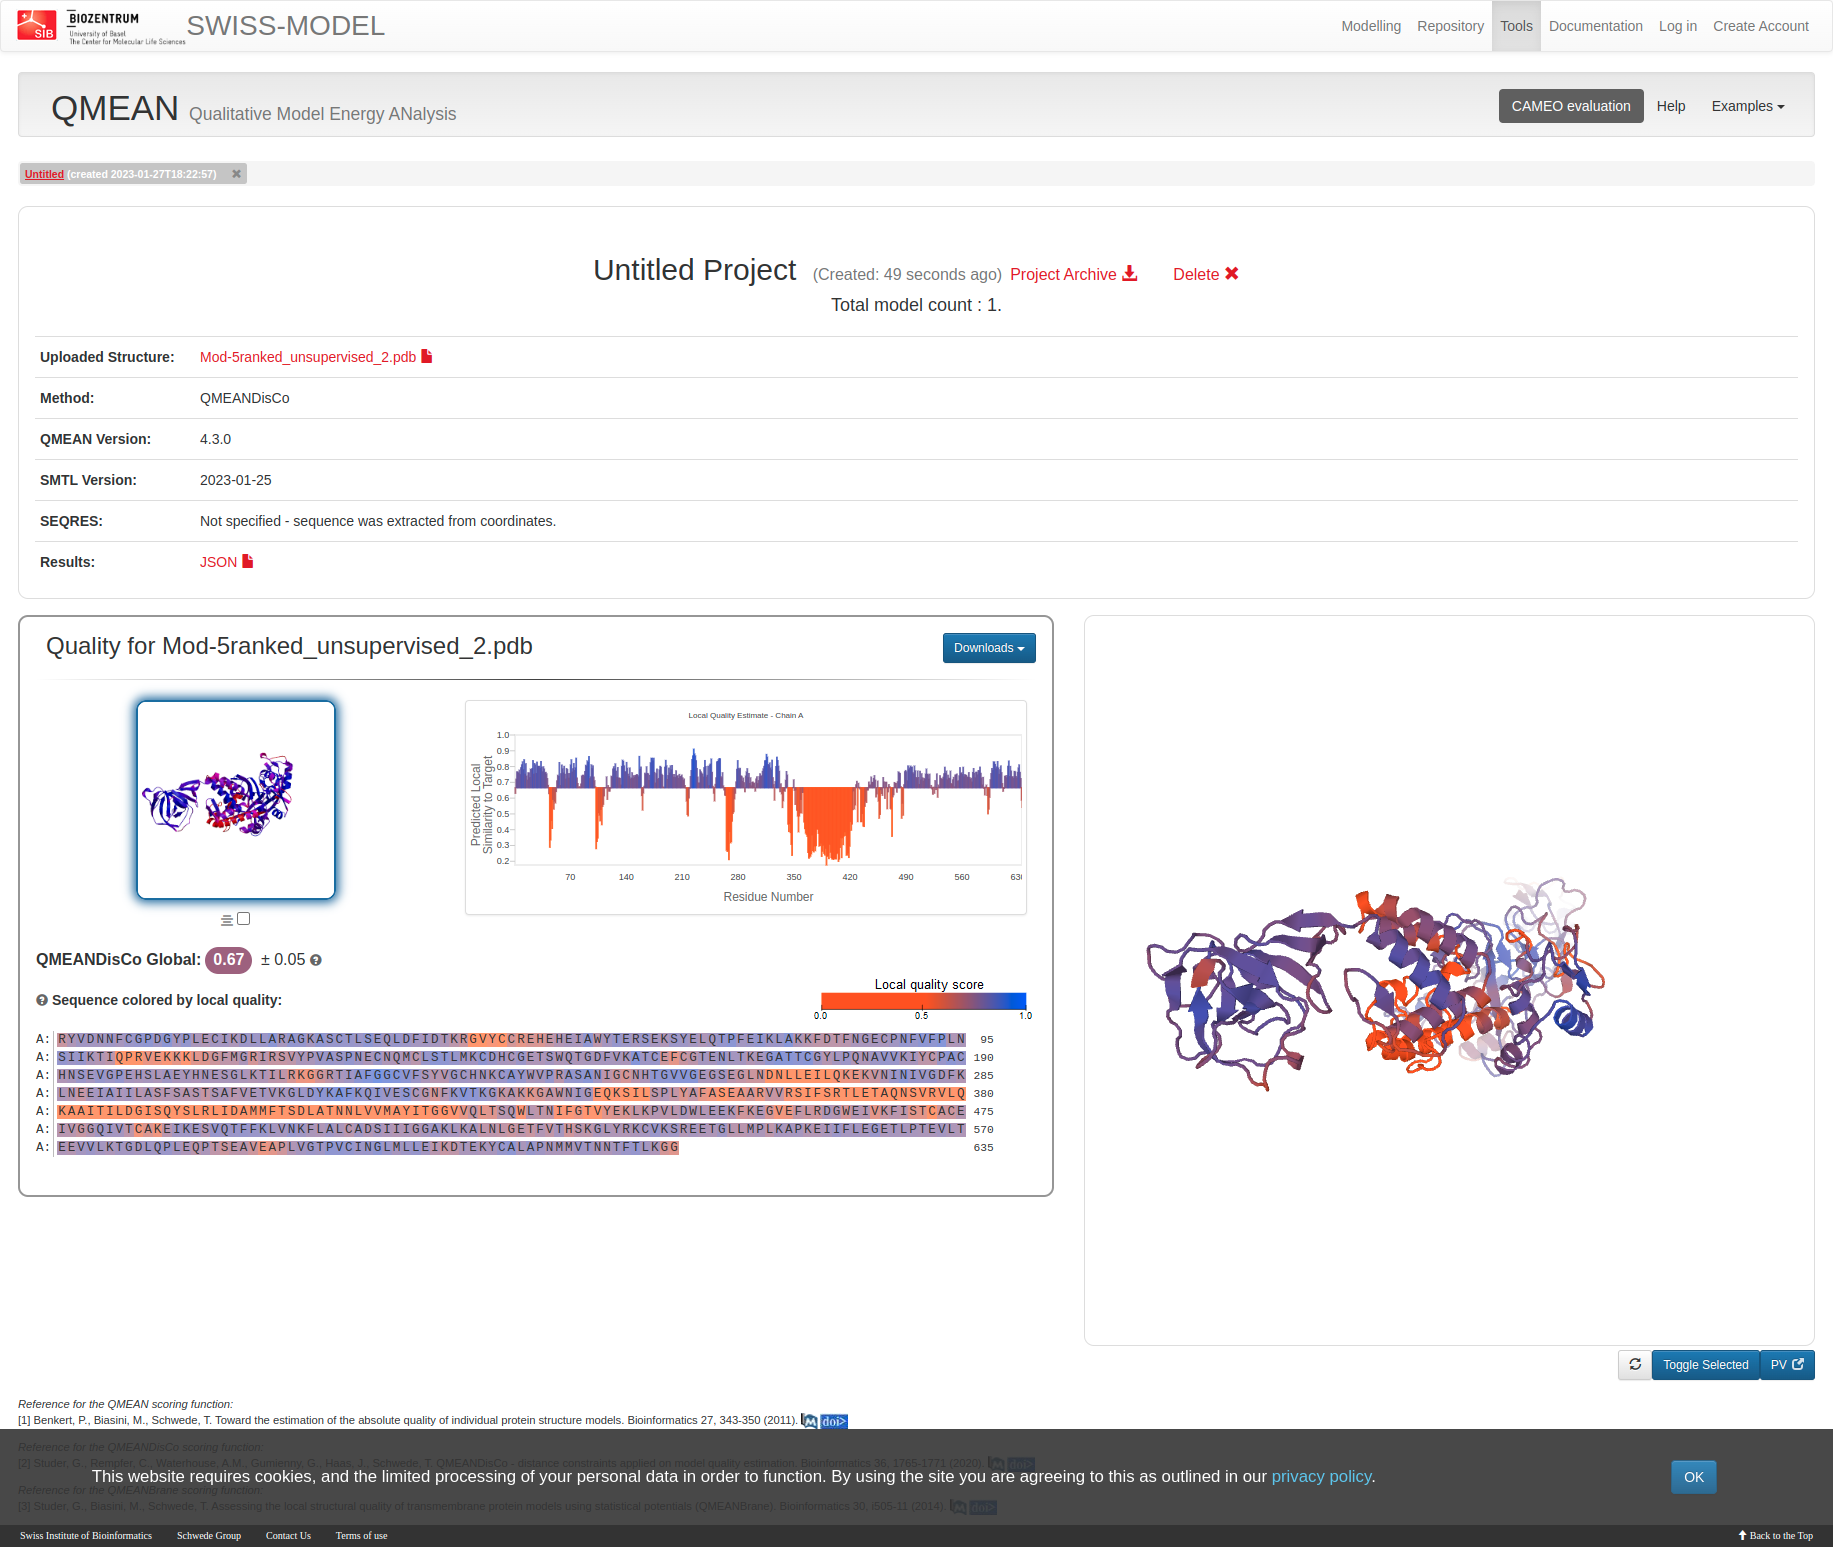 SIB BIOZENTRUM
University of Basel
The Center for Molecular Life Sciences
SWISS-MODEL
Modelling Repository Tools Documentation Log in Create Account
QMEAN Qualitative Model Energy ANalysis
CAMEO evaluation Help Examples
Untitled (created 2023-01-27T18:22:57) ✖
Untitled Project (Created: 49 seconds ago) Project Archive Delete ✖
Total model count : 1.
Uploaded Structure: Mod-5ranked_unsupervised_2.pdb
Method: QMEANDisCo
QMEAN Version: 4.3.0
SMTL Version: 2023-01-25
SEQRES: Not specified - sequence was extracted from coordinates.
Results: JSON
Quality for Mod-5ranked_unsupervised_2.pdb
Downloads
Local Quality Estimate - Chain A
Predicted Local
Similarity to Target
1.0
0.9
0.8
0.7
0.6
0.5
0.4
0.3
0.2
70 140 210 280 350 420 490 560 63
Residue Number
QMEANDisCo Global: 0.67 ± 0.05
Sequence colored by local quality:
Local quality score
0.0 0.5 1.0
A: RYVDNNFCGPDGYPLECIKDLLARAGKASCTLSEQLDFIDTKRGVYCCREHEHEIAWYTERSEKSYELQTPFEIKLAKKFDTFNGECPNFVFPLN 95
A: SIIKTIQPRVEKKKLDGFMGRIRSVYPVASPNECNQMCLSTLMKCDHCGETSWQTGDFVKATCEFCGTENLTKEGATTCGYLPQNAVVKIYCPAC 190
A: HNSEVGPEHSLAEYHNESGLKTILRKGGRTIAFGGCVFSYVGCHNKCAYWVPRASANIGCNHTGVVGEGSEGLNDNLLEILQKEKVNINIVGDFK 285
A: LNEEIAIILASFSASTSAFVETVKGLDYKAFKQIVESCGNFKVTKGKAKKGAWNIGEQKSILSPLYAFASEAARVVRSIFSRTLETAQNSVRVLQ 380
A: KAAITILDGISQYSLRLIDAMMFTSDLATNNLVVMAYITGGVVQLTSQWLTNIFGTVYEKLKPVLDWLEEKFKEGVEFLRDGWEIVKFISTCACE 475
A: IVGGQIVTCAKEIKESVQTFFKLVNKFLALCADSIIIGGAKLKALNLGETFVTHSKGLYRKCVKSREETGLLMPLKAPKEIIFLEGETLPTEVLT 570
A: EEVVLKTGDLQPLEQPTSEAVEAPLVGTPVCINGLMLLEIKDTEKYCALAPNMMVTNNTFTLKGG 635
Toggle Selected PV
Reference for the QMEAN scoring function:
[1] Benkert, P., Biasini, M., Schwede, T. Toward the estimation of the absolute quality of individual protein structure models. Bioinformatics 27, 343-350 (2011). M doi>
Reference for the QMEANDisCo scoring function:
[2] Studer, G., Rempfer, C., Waterhouse, A.M., Gumienny, G., Haas, J., Schwede, T. QMEANDisCo - distance constraints applied on model quality estimation. Bioinformatics 36, 1765-1771 (2020). M doi>
This website requires cookies, and the limited processing of your personal data in order to function. By using the site you are agreeing to this as outlined in our privacy policy. OK
Reference for the QMEANBrane scoring function:
[3] Studer, G., Biasini, M., Schwede, T. Assessing the local structural quality of transmembrane protein models using statistical potentials (QMEANBrane). Bioinformatics 30, i505-11 (2014). M doi>
Swiss Institute of Bioinformatics Schwede Group Contact Us Terms of use Back to the Top